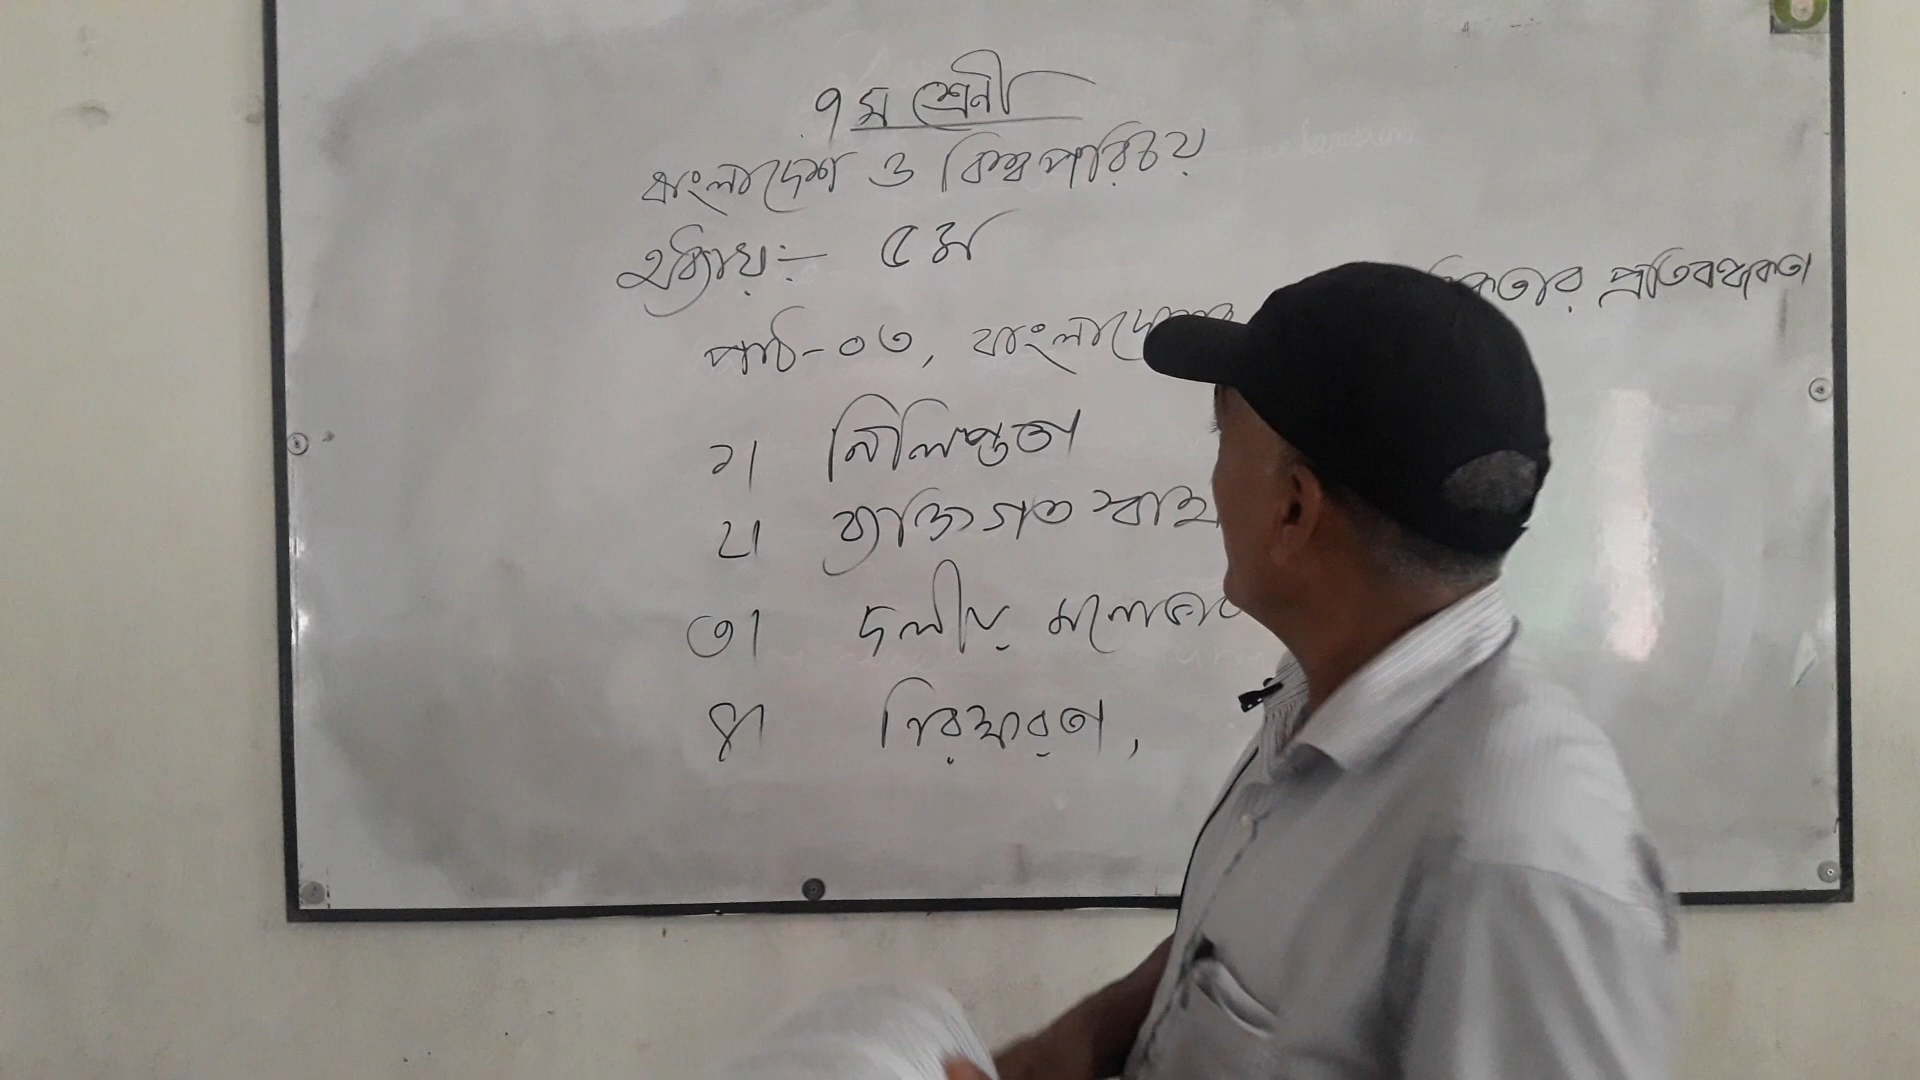 ৭ম শ্রেনী
বাংলাদেশ ও বিশ্বপরিচয়
অধ্যায়:- ৫ম
পাঠ-০৩, বাংলাদেশের কতার প্রতিবন্ধকতা
১। নির্লিপ্ততা
২। ব্যক্তিগত স্বার্থ
৩। দলীয় মনোভাব
৪। নিরক্ষরতা,